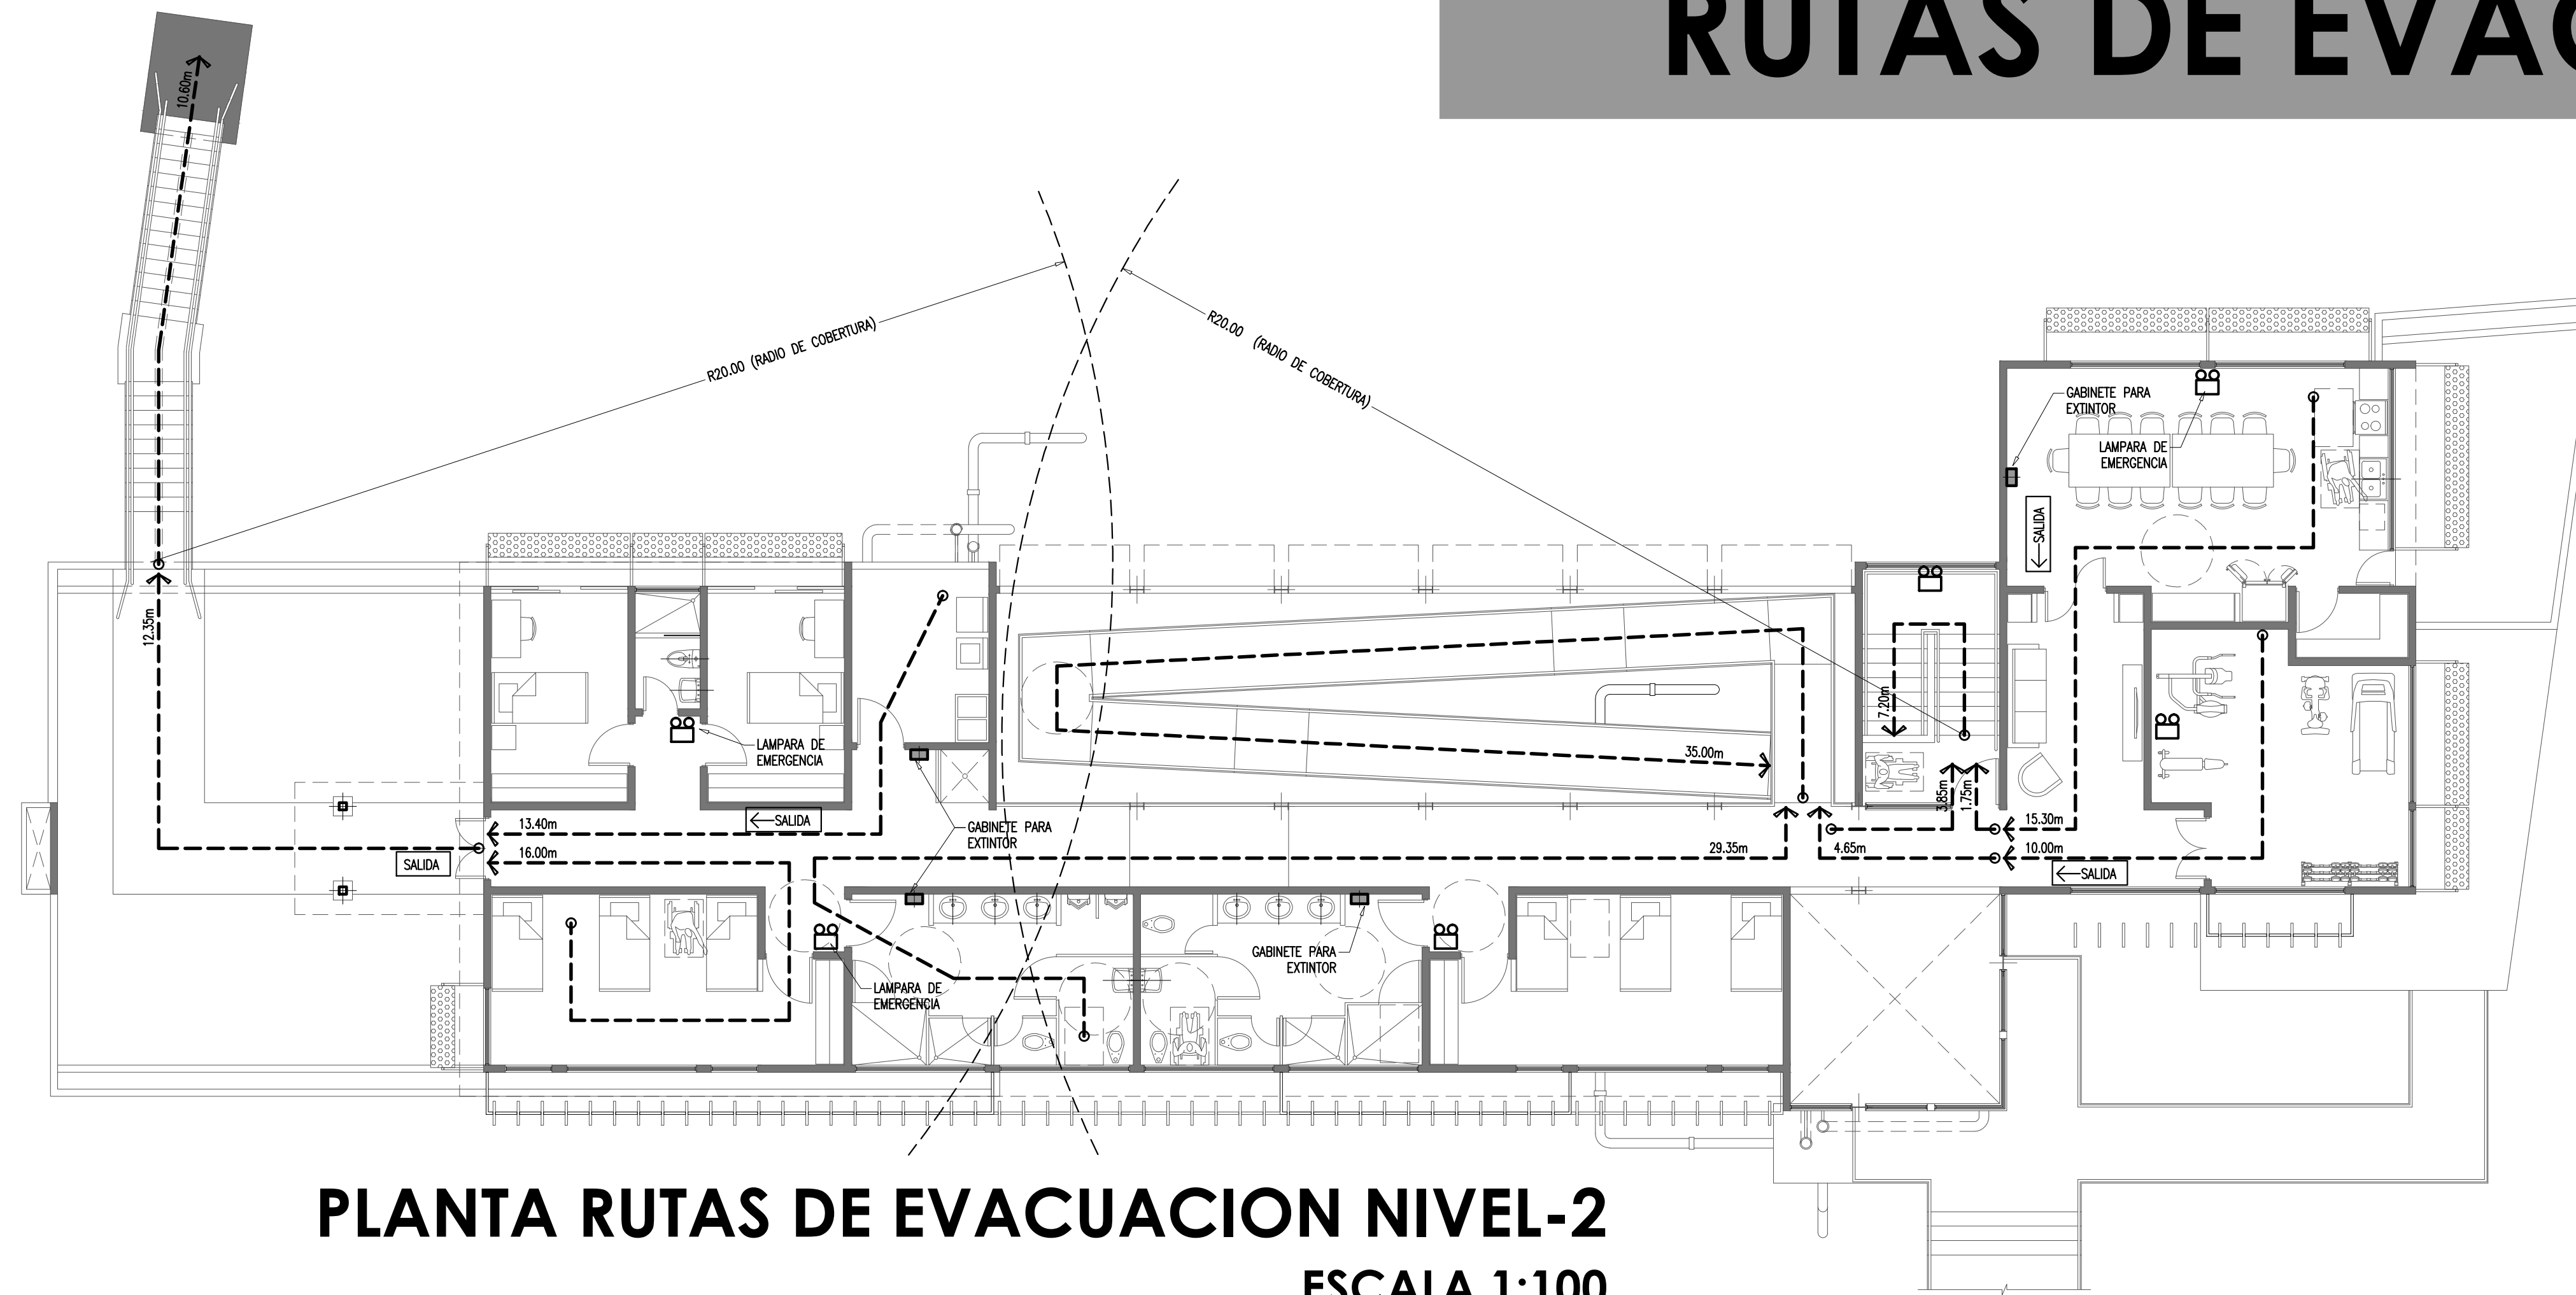 RUTAS DE EVAC
10.60m
R20.00 (RADIO DE COBERTURA)
R20.00 (RADIO DE COBERTURA)
GABINETE PARA
EXTINTOR
LAMPARA DE
EMERGENCIA
SALIDA
12.35m
7.20m
LAMPARA DE
EMERGENCIA
35.00m
3.85m
1.75m
13.40m
SALIDA
GABINETE PARA
EXTINTOR
15.30m
16.00m
SALIDA
29.35m
4.65m
10.00m
SALIDA
GABINETE PARA
EXTINTOR
LAMPARA DE
EMERGENCIA
PLANTA RUTAS DE EVACUACION NIVEL-2
ESCALA 1:100